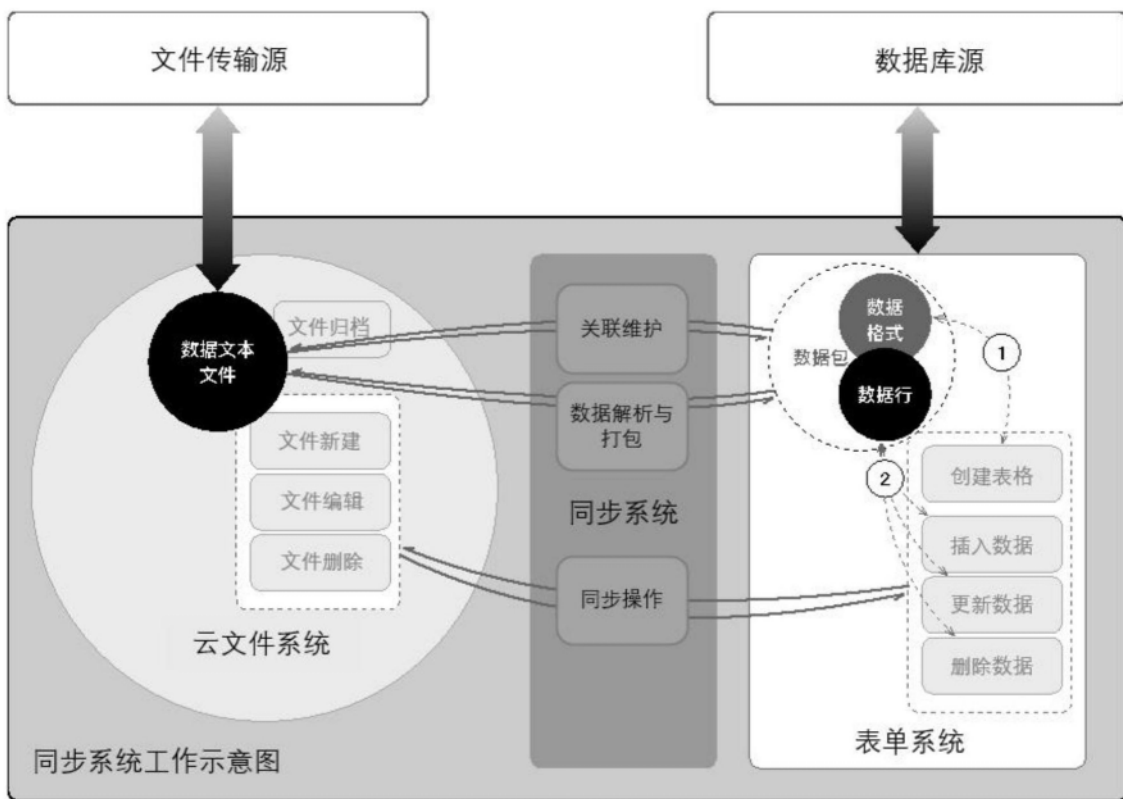 文件传输源
数据库源
文件归档
数据文本
文件
文件新建
文件编辑
文件删除
云文件系统
关联维护
数据解析与
打包
同步系统
同步操作
数据
格式
数据包
数据行
1
2
创建表格
插入数据
更新数据
删除数据
表单系统
同步系统工作示意图